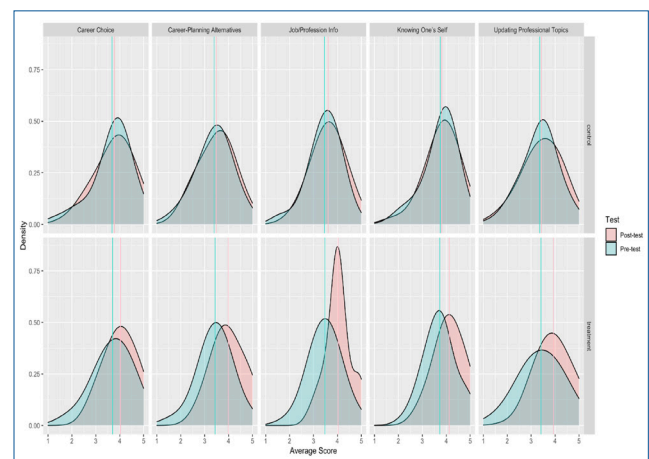 Career Choice
Career-Planning Alternatives
Job/Profession Info
Knowing One's Self
Updating Professional Topics
0.75
0.50
0.25
0.00
control
Density
0.75
0.50
0.25
0.00
treatment
1 2 3 4 5
1 2 3 4 5
1 2 3 4 5
1 2 3 4 5
1 2 3 4 5
Average Score
Test
Post-test
Pre-test